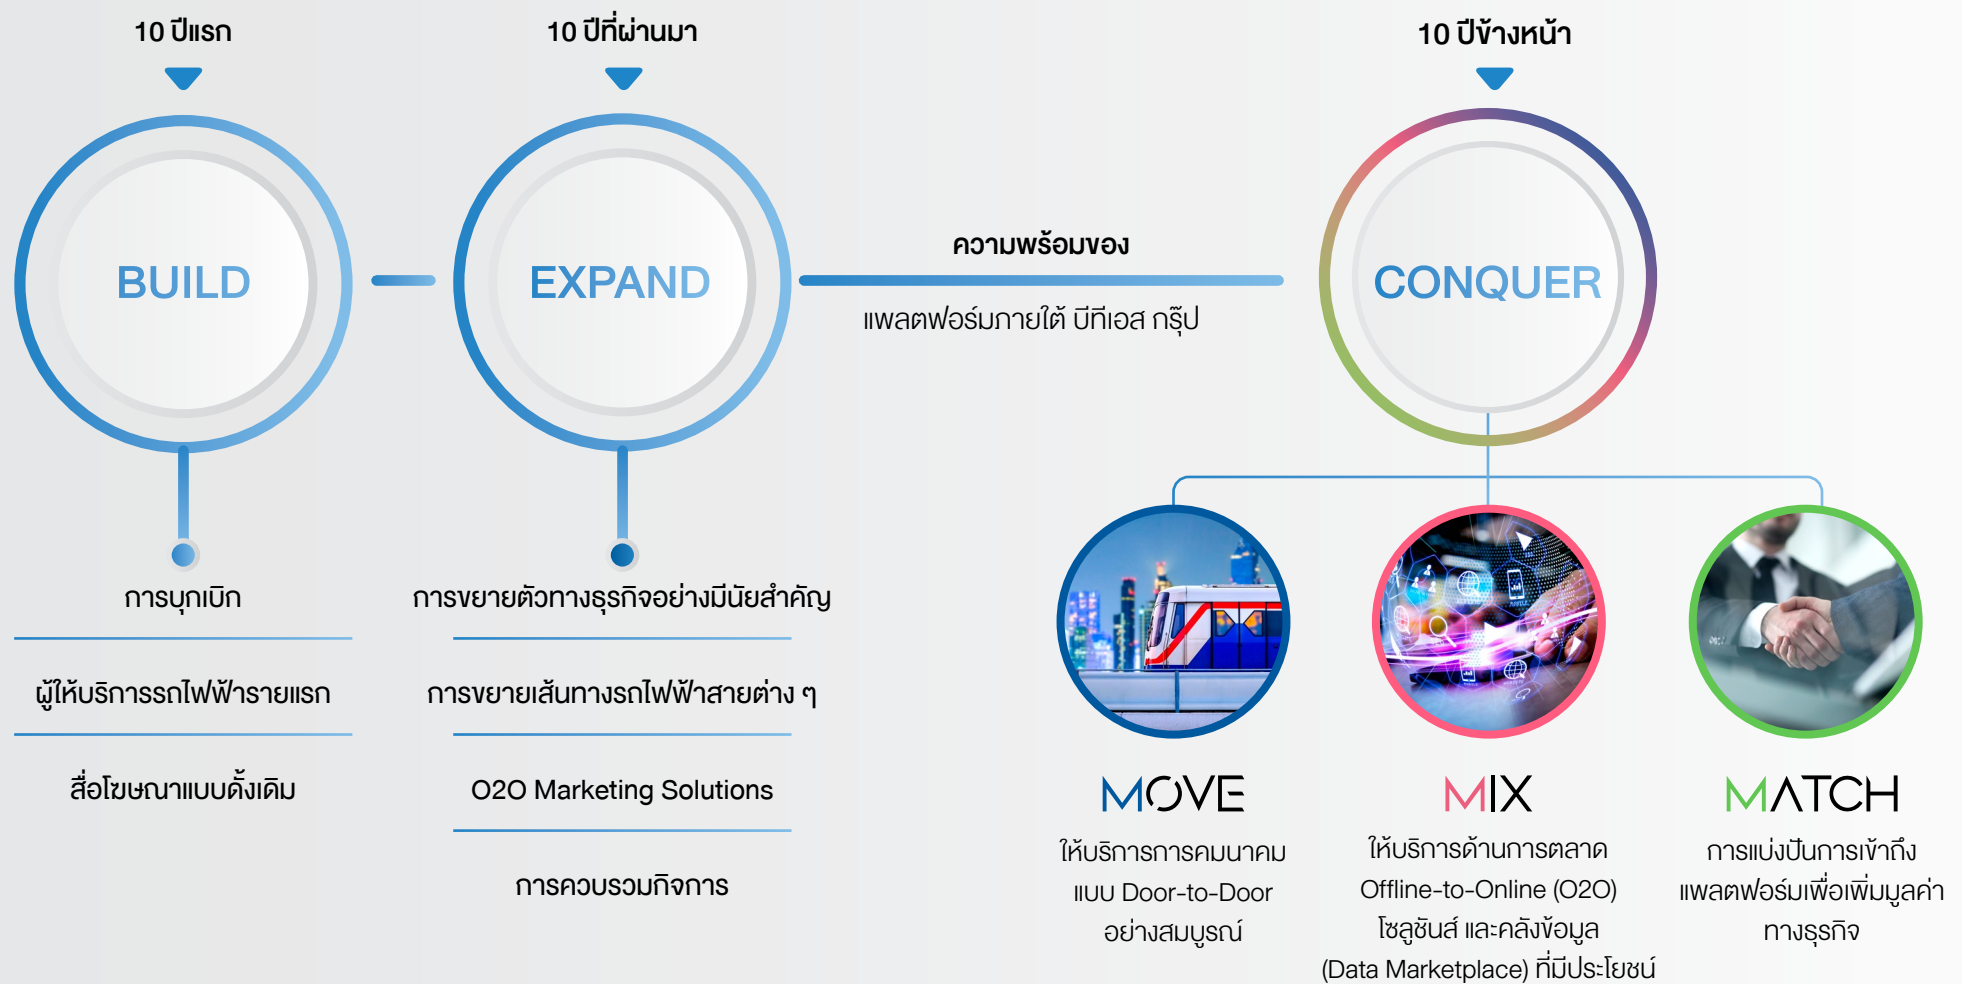 10 ปีแรก
BUILD
การบุกเบิก
ผู้ให้บริการรถไฟฟ้ารายแรก
สื่อโฆษณาแบบดั้งเดิม
10 ปีที่ผ่านมา
EXPAND
การขยายตัวทางธุรกิจอย่างมีนัยสำคัญ
การขยายเส้นทางรถไฟฟ้าสายต่าง ๆ
O2O Marketing Solutions
การควบรวมกิจการ
ความพร้อมของ
แพลตฟอร์มภายใต้ บีทีเอส กรุ๊ป
10 ปีข้างหน้า
CONQUER
MOVE
ให้บริการการคมนาคม
แบบ Door-to-Door
อย่างสมบูรณ์
MIX
ให้บริการด้านการตลาด
Offline-to-Online (O2O)
โซลูชันส์ และคลังข้อมูล
(Data Marketplace) ที่มีประโยชน์
MATCH
การแบ่งปันการเข้าถึง
แพลตฟอร์มเพื่อเพิ่มมูลค่า
ทางธุรกิจ